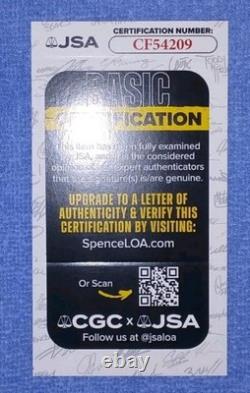 JSA
CERTIFICATION NUMBER:
CF54209
BASIC
CERTIFICATION
This item has been fully examined
by JSA, and in the considered
opinion of our expert authenticators
that the signature(s) is/are genuine.
UPGRADE TO A LETTER OF
AUTHENTICITY & VERIFY THIS
CERTIFICATION BY VISITING:
SpenceLOA.com
Or Scan
CGC x JSA
Follow us at @jsaloa
ebay